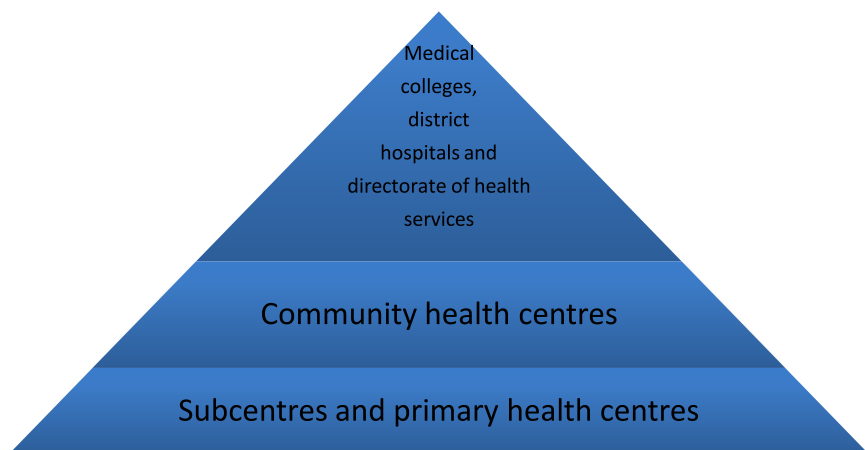 Medical
colleges,
district
hospitals and
directorate of health
services
Community health centres
Subcentres and primary health centres